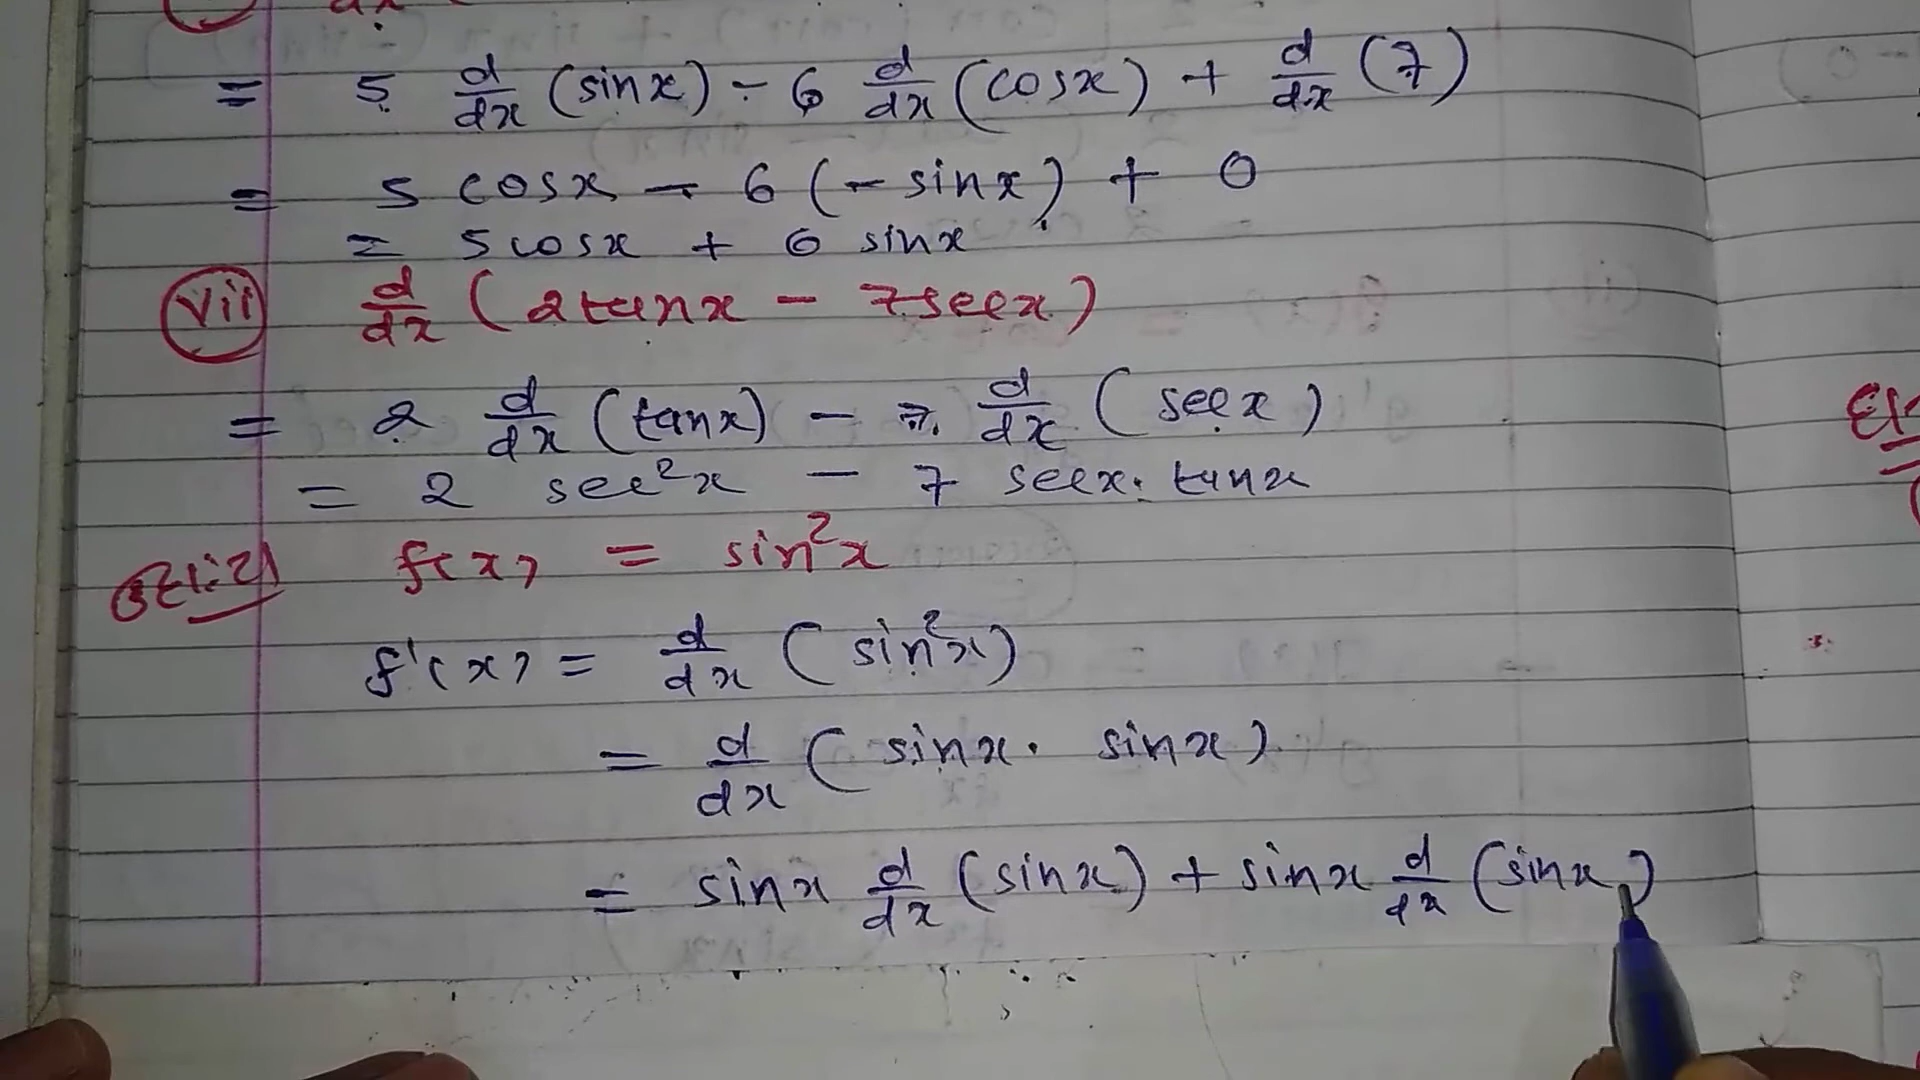 = 5 d/dx (sinx) - 6 d/dx (cosx) + d/dx (7)
= 5 cosx - 6 (-sinx) + 0
= 5cosx + 6 sinx
(vii) d/dx (2tanx - 7secx)
= 2 d/dx (tanx) - 7 d/dx (secx)
= 2 sec²x - 7 secx. tanx
f(x) = sin²x
f'(x) = d/dx (sin²x)
= d/dx (sinx. sinx)
= sinx d/dx (sinx) + sinx d/dx (sinx)